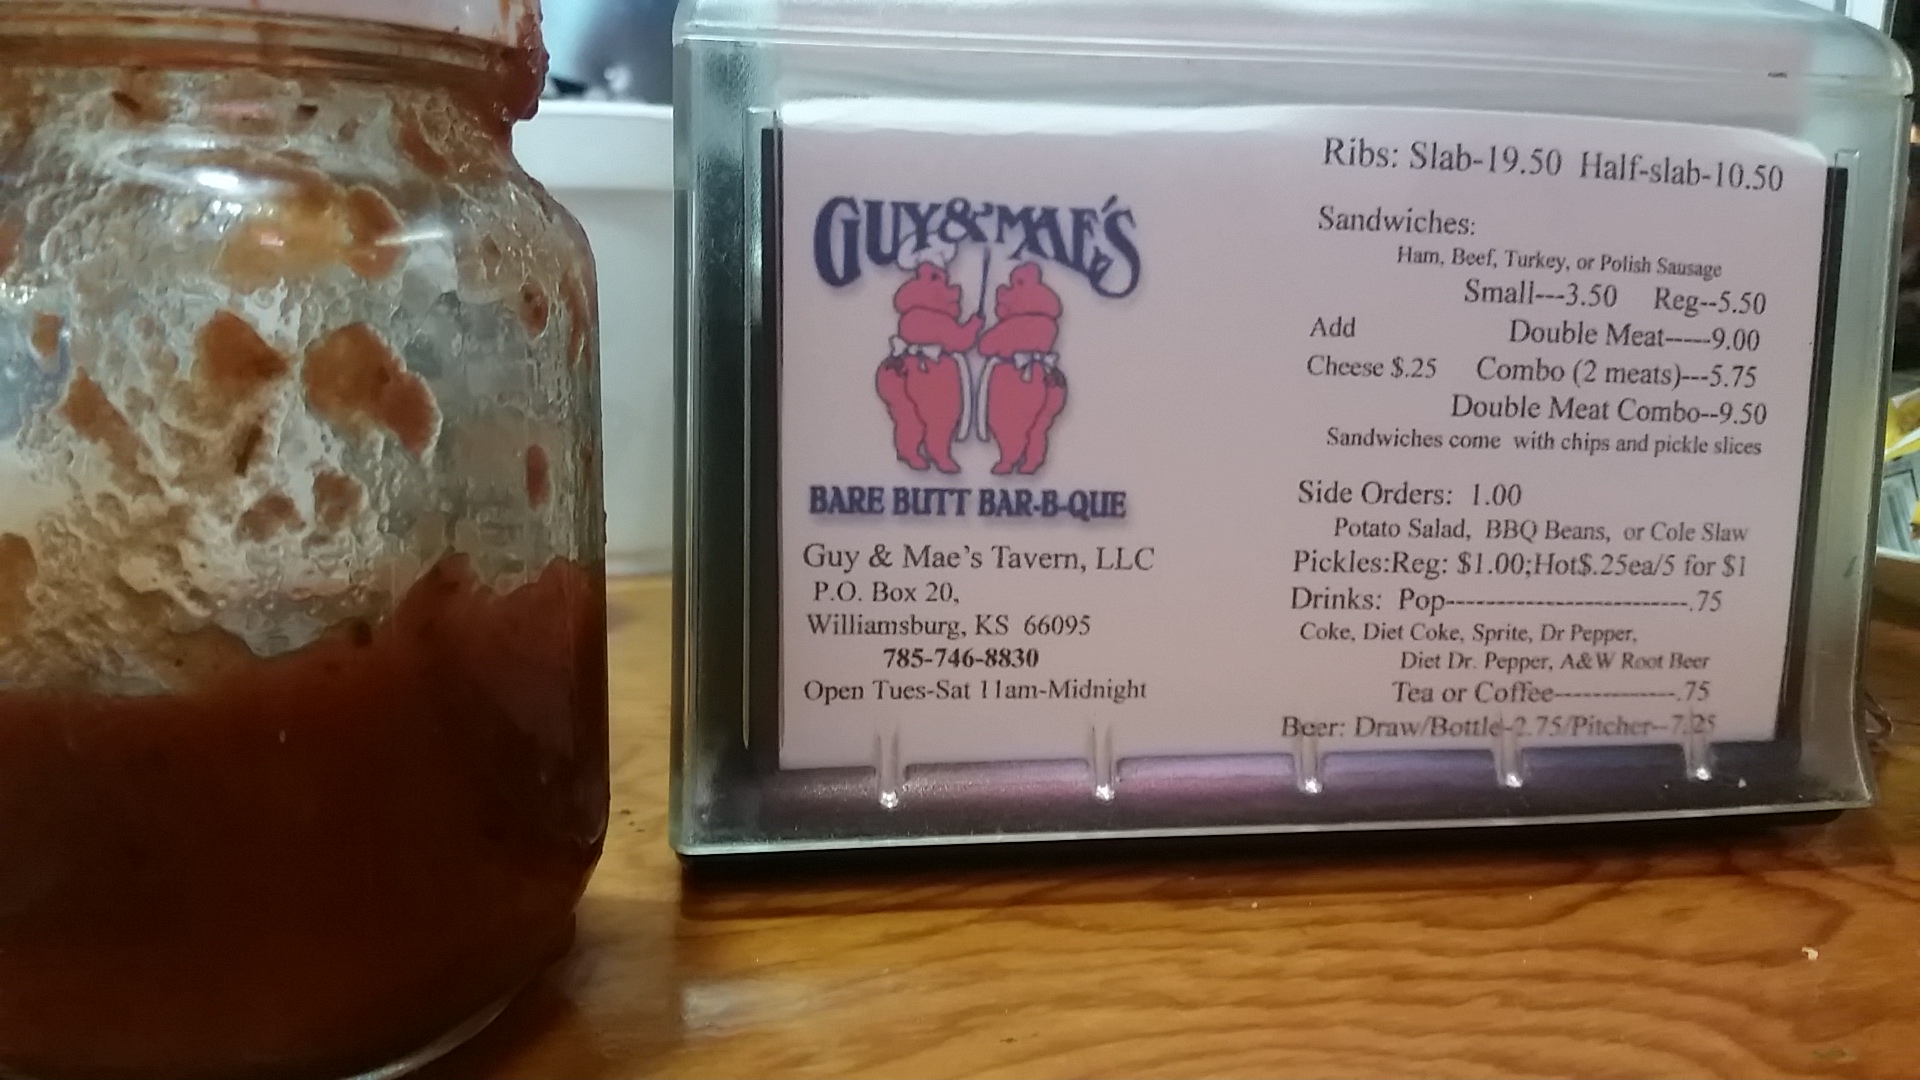 GUY & MAE'S
BARE BUTT BAR-B-QUE
Guy & Mae's Tavern, LLC
P.O. Box 20,
Williamsburg, KS 66095
785-746-8830
Open Tues-Sat 11am-Midnight
Ribs: Slab-19.50 Half-slab-10.50
Sandwiches:
Ham, Beef, Turkey, or Polish Sausage
Small---3.50 Reg--5.50
Add Double Meat-----9.00
Cheese $.25 Combo (2 meats)---5.75
Double Meat Combo--9.50
Sandwiches come with chips and pickle slices
Side Orders: 1.00
Potato Salad, BBQ Beans, or Cole Slaw
Pickles:Reg: $1.00;Hot$.25ea/5 for $1
Drinks: Pop-------------------------.75
Coke, Diet Coke, Sprite, Dr Pepper,
Diet Dr. Pepper, A&W Root Beer
Tea or Coffee-------------.75
Beer: Draw/Bottle-2.75/Pitcher--7.25